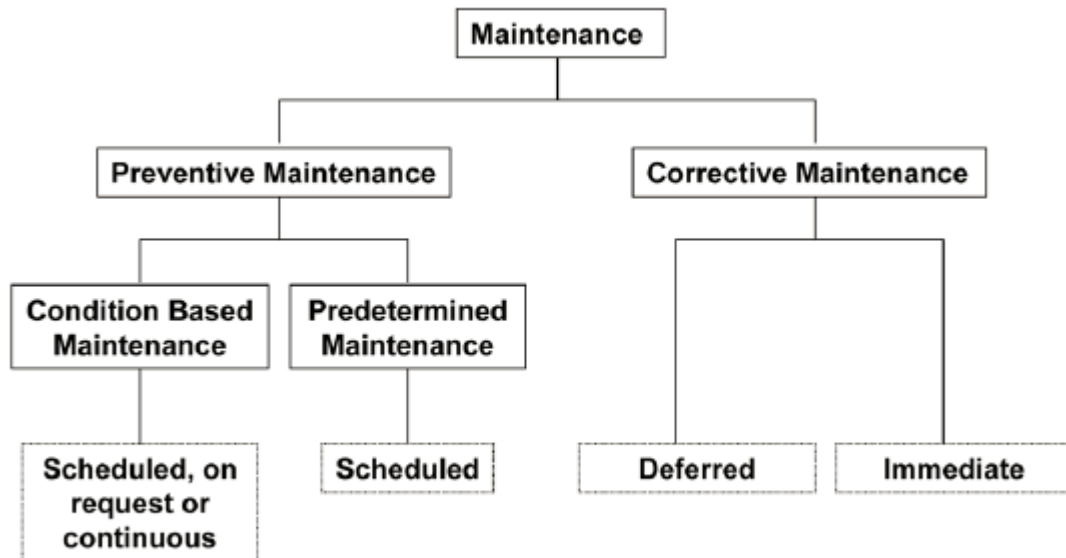 Maintenance
Preventive Maintenance
Corrective Maintenance
Condition Based
Maintenance
Predetermined
Maintenance
Scheduled, on
request or
continuous
Scheduled
Deferred
Immediate